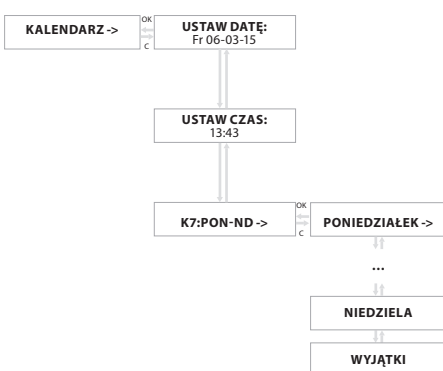 KALENDARZ ->
OK
C
USTAW DATĘ:
Fr 06-03-15
USTAW CZAS:
13:43
K7:PON-ND ->
OK
C
PONIEDZIAŁEK ->
...
NIEDZIELA
WYJĄTKI